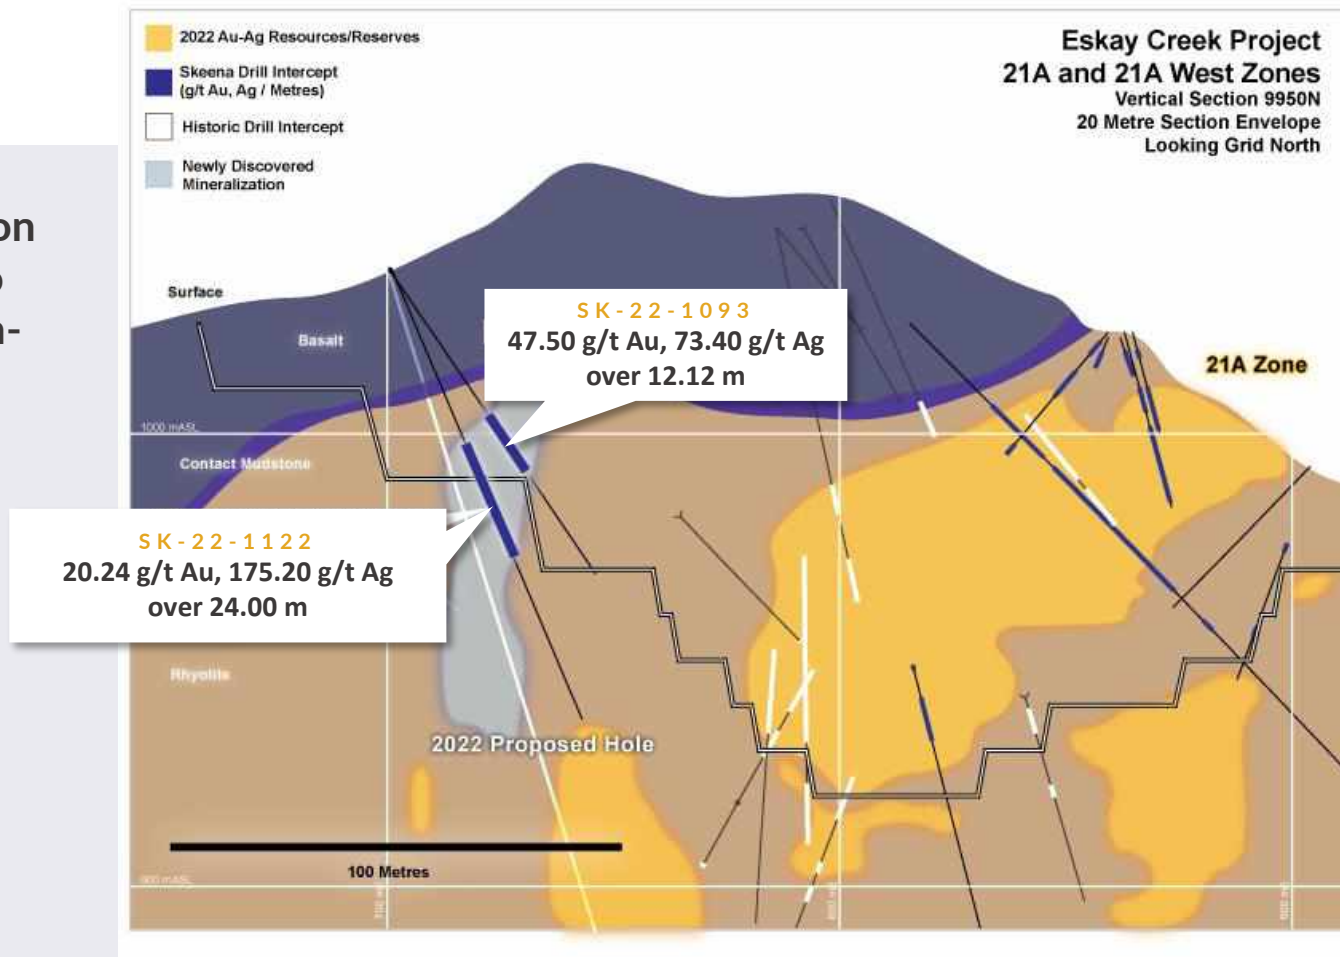 2022 Au-Ag Resources/Reserves
Skeena Drill Intercept
(g/t Au, Ag / Metres)
Historic Drill Intercept
Newly Discovered
Mineralization
Eskay Creek Project
21A and 21A West Zones
Vertical Section 9950N
20 Metre Section Envelope
Looking Grid North
on
n-
Surface
Basalt
SK-22-1093
47.50 g/t Au, 73.40 g/t Ag
over 12.12 m
21A Zone
1000 mASL
Contact Mudstone
SK-22-1122
20.24 g/t Au, 175.20 g/t Ag
over 24.00 m
Rhyolite
2022 Proposed Hole
100 Metres
900 mASL